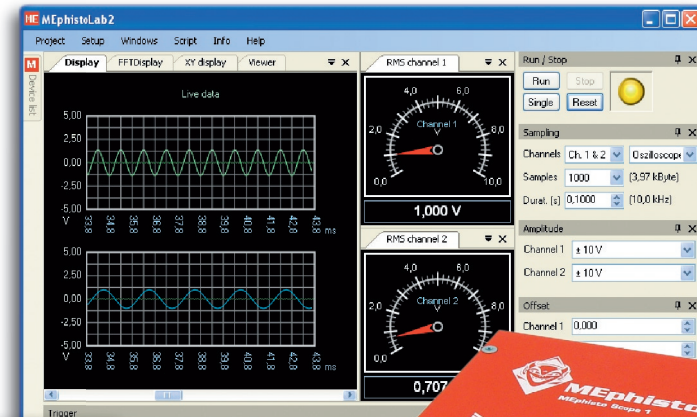 ME MEphistoLab2
Project Setup Windows Script Info Help
M Device list
Display FFTDisplay XY display Viewer
Live data
5,00
2,50
0,00
-2,50
-5,00
V
33,8 34,8 35,8 36,8 37,8 38,8 39,8 40,8 41,8 42,8 43,8 ms
5,00
2,50
0,00
-2,50
-5,00
V
33,8 34,8 35,8 36,8 37,8 38,8 39,8 40,8 41,8 42,8 43,8 ms
Trigger
RMS channel 1
4,0 6,0
2,0 Channel 1 8,0
V
0,0 10,0
1,000 V
RMS channel 2
4,0 6,0
2,0 Channel 2 8,0
V
0,0
0,707
Run / Stop
Run Stop
Single Reset
Sampling
Channels Ch. 1 & 2 Osziloscope
Samples 1000 (3,97 kByte)
Durat. [s] 0,1000 (10,0 kHz)
Amplitude
Channel 1 ± 10 V
Channel 2 ± 10 V
Offset
Channel 1 0,000
MEphisto
MEphisto Scope 1